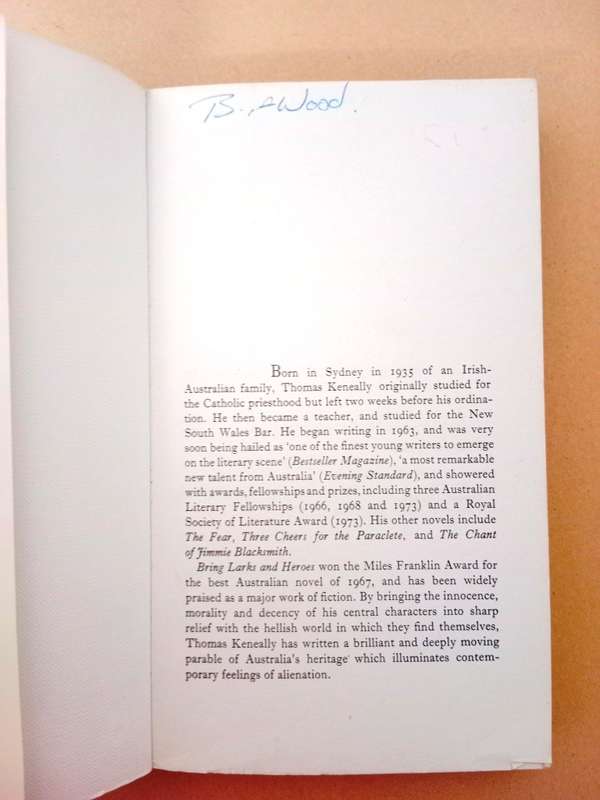 B. A Wood.
Born in Sydney in 1935 of an Irish-
Australian family, Thomas Keneally originally studied for
the Catholic priesthood but left two weeks before his ordina-
tion. He then became a teacher, and studied for the New
South Wales Bar. He began writing in 1963, and was very
soon being hailed as ‘one of the finest young writers to emerge
on the literary scene’ (Bestseller Magazine), ‘a most remarkable
new talent from Australia’ (Evening Standard), and showered
with awards, fellowships and prizes, including three Australian
Literary Fellowships (1966, 1968 and 1973) and a Royal
Society of Literature Award (1973). His other novels include
The Fear, Three Cheers for the Paraclete, and The Chant
of Jimmie Blacksmith.
Bring Larks and Heroes won the Miles Franklin Award for
the best Australian novel of 1967, and has been widely
praised as a major work of fiction. By bringing the innocence,
morality and decency of his central characters into sharp
relief with the hellish world in which they find themselves,
Thomas Keneally has written a brilliant and deeply moving
parable of Australia's heritage which illuminates contem-
porary feelings of alienation.